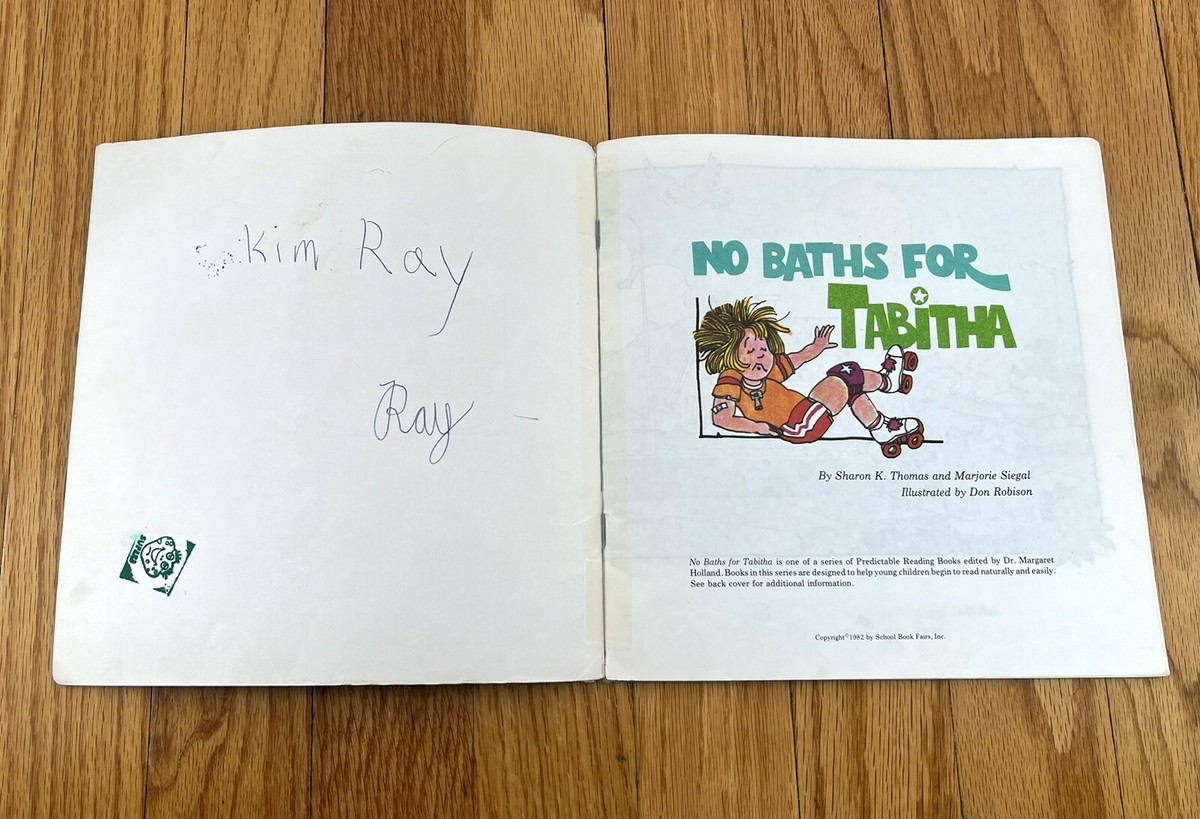 Kim Ray
Ray
SUPER
NO BATHS FOR
TABITHA
By Sharon K. Thomas and Marjorie Siegal
Illustrated by Don Robison
No Baths for Tabitha is one of a series of Predictable Reading Books edited by Dr. Margaret
Holland. Books in this series are designed to help young children begin to read naturally and easily.
See back cover for additional information.
Copyright©1982 by School Book Fairs, Inc.